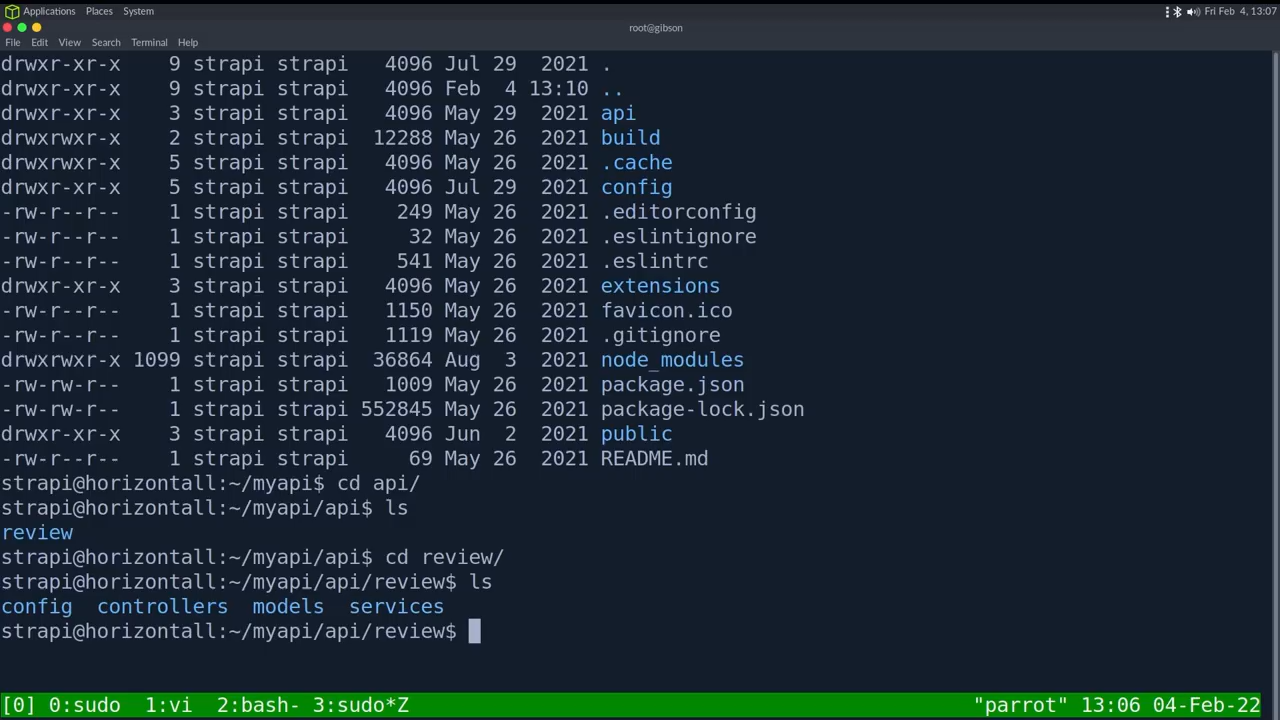 Applications Places System Fri Feb 4, 13:07
root@gibson
File Edit View Search Terminal Help
drwxr-xr-x    9 strapi strapi   4096 Jul 29  2021 .
drwxr-xr-x    9 strapi strapi   4096 Feb  4 13:10 ..
drwxr-xr-x    3 strapi strapi   4096 May 29  2021 api
drwxrwxr-x    2 strapi strapi  12288 May 26  2021 build
drwxrwxr-x    5 strapi strapi   4096 May 26  2021 .cache
drwxr-xr-x    5 strapi strapi   4096 Jul 29  2021 config
-rw-r--r--    1 strapi strapi    249 May 26  2021 .editorconfig
-rw-r--r--    1 strapi strapi     32 May 26  2021 .eslintignore
-rw-r--r--    1 strapi strapi    541 May 26  2021 .eslintrc
drwxr-xr-x    3 strapi strapi   4096 May 26  2021 extensions
-rw-r--r--    1 strapi strapi   1150 May 26  2021 favicon.ico
-rw-r--r--    1 strapi strapi   1119 May 26  2021 .gitignore
drwxrwxr-x 1099 strapi strapi  36864 Aug  3  2021 node_modules
-rw-rw-r--    1 strapi strapi   1009 May 26  2021 package.json
-rw-rw-r--    1 strapi strapi 552845 May 26  2021 package-lock.json
drwxr-xr-x    3 strapi strapi   4096 Jun  2  2021 public
-rw-r--r--    1 strapi strapi     69 May 26  2021 README.md
strapi@horizontall:~/myapi$ cd api/
strapi@horizontall:~/myapi/api$ ls
review
strapi@horizontall:~/myapi/api$ cd review/
strapi@horizontall:~/myapi/api/review$ ls
config  controllers  models  services
strapi@horizontall:~/myapi/api/review$
[0] 0:sudo  1:vi  2:bash- 3:sudo*Z "parrot" 13:06 04-Feb-22